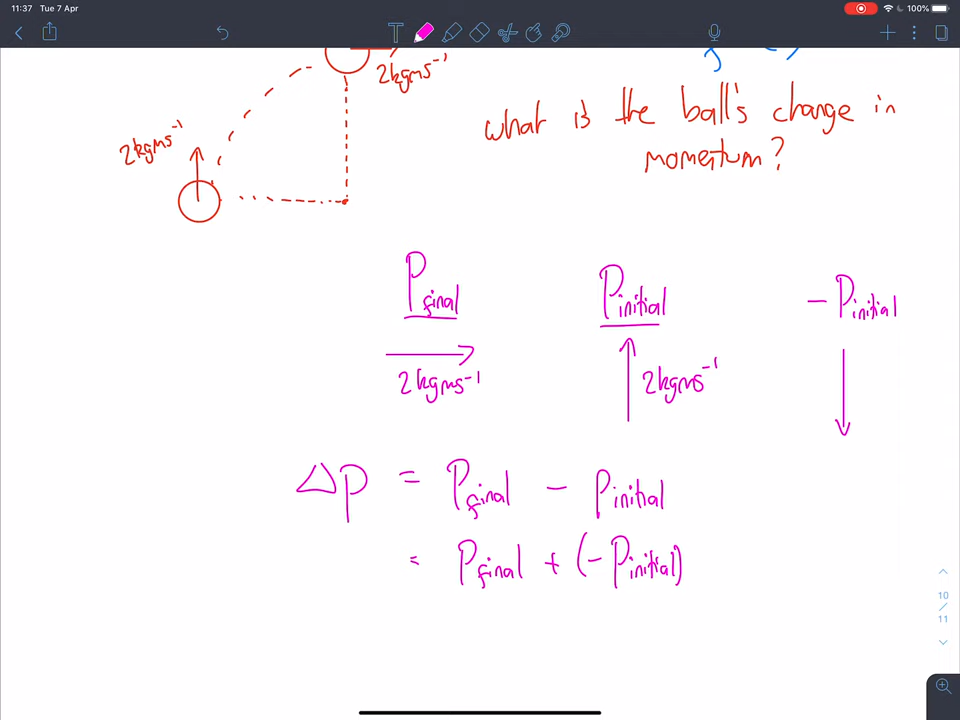 11:37 Tue 7 Apr
100%
T
2kgms⁻¹
what is the ball's change in
momentum?
2kgms⁻¹
P final
P initial
- P initial
2kgms⁻¹
2kgms⁻¹
ΔP = P final - P initial
= P final + (- P initial)
10
/
11